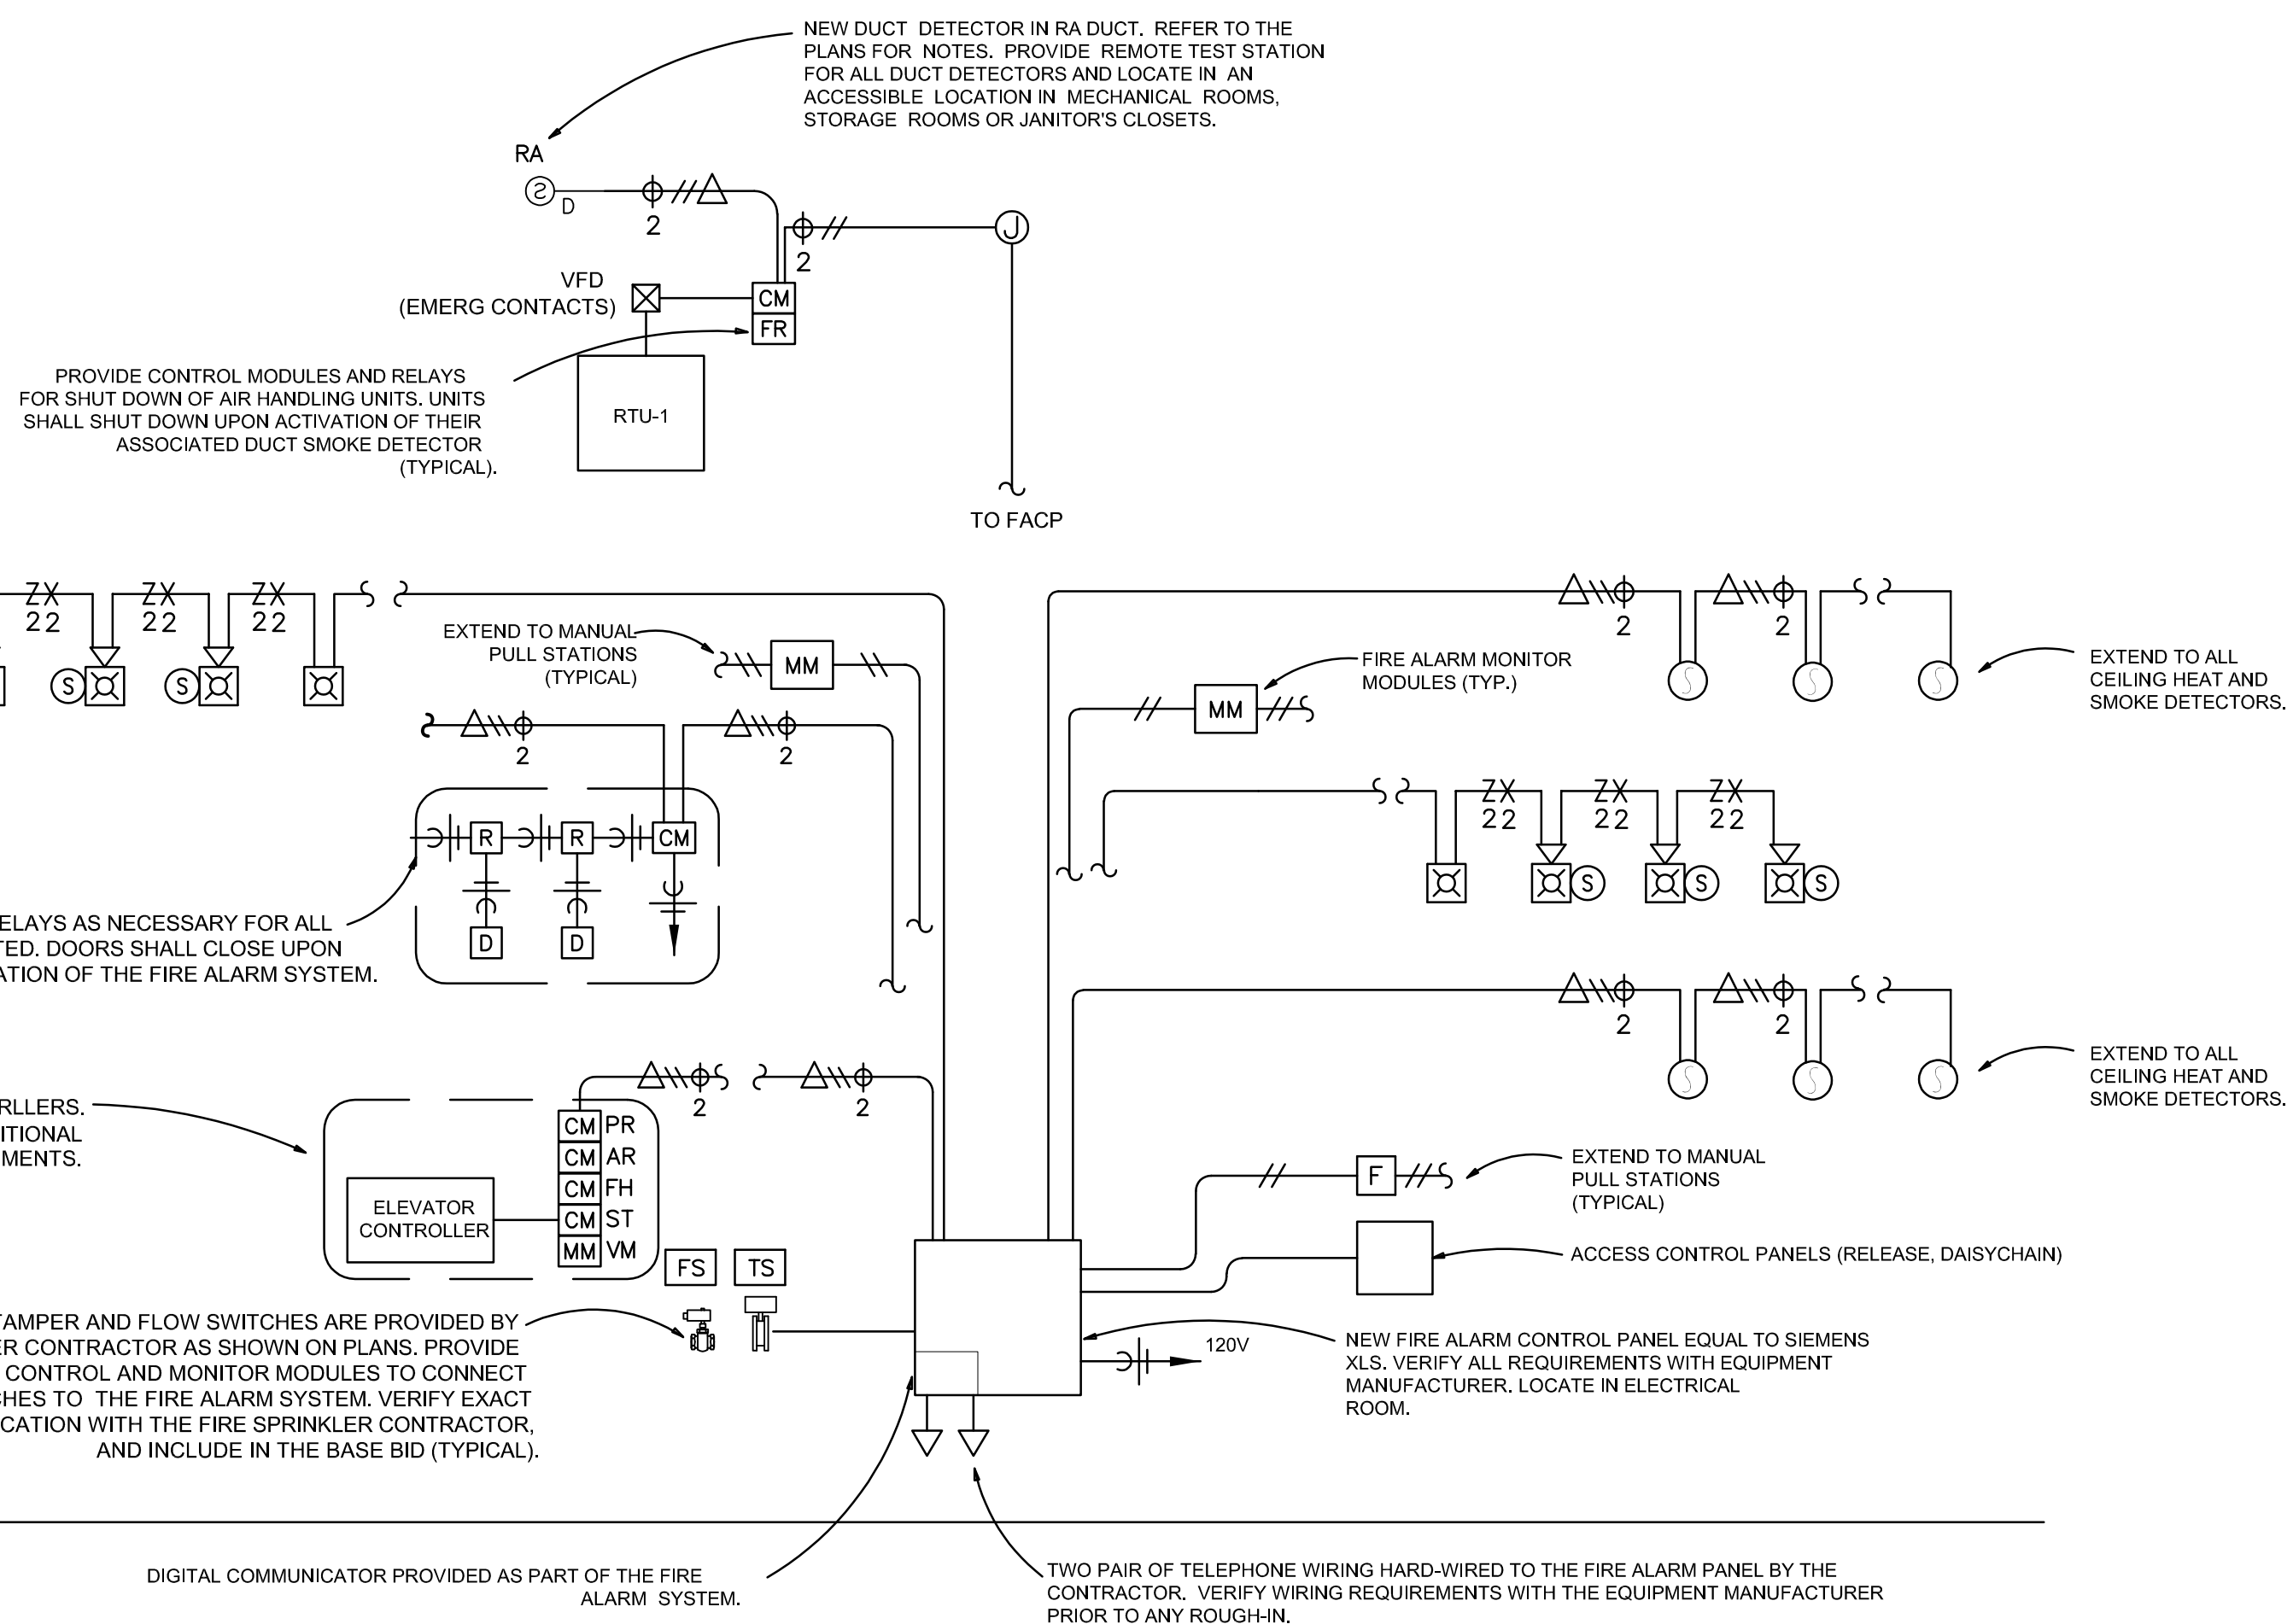 NEW DUCT DETECTOR IN RA DUCT. REFER TO THE
PLANS FOR NOTES. PROVIDE REMOTE TEST STATION
FOR ALL DUCT DETECTORS AND LOCATE IN AN
ACCESSIBLE LOCATION IN MECHANICAL ROOMS,
STORAGE ROOMS OR JANITOR'S CLOSETS.
RA
S
D
2
J
2
VFD
(EMERG CONTACTS)
CM
FR
PROVIDE CONTROL MODULES AND RELAYS
FOR SHUT DOWN OF AIR HANDLING UNITS. UNITS
SHALL SHUT DOWN UPON ACTIVATION OF THEIR
ASSOCIATED DUCT SMOKE DETECTOR
(TYPICAL).
RTU-1
TO FACP
Z X Z X Z X
2 2 2 2 2 2
S S
EXTEND TO MANUAL
PULL STATIONS
(TYPICAL)
MM
2 2
S S S
EXTEND TO ALL
CEILING HEAT AND
SMOKE DETECTORS.
FIRE ALARM MONITOR
MODULES (TYP.)
MM
2 2
Z X Z X Z X
2 2 2 2 2 2
S S S
R R CM
D D
ELAYS AS NECESSARY FOR ALL
TED. DOORS SHALL CLOSE UPON
ATION OF THE FIRE ALARM SYSTEM.
2 2
S S S
EXTEND TO ALL
CEILING HEAT AND
SMOKE DETECTORS.
RLLERS.
ITIONAL
MENTS.
2 2
CM PR
CM AR
CM FH
CM ST
MM VM
ELEVATOR
CONTROLLER
FS TS
F
EXTEND TO MANUAL
PULL STATIONS
(TYPICAL)
ACCESS CONTROL PANELS (RELEASE, DAISYCHAIN)
TAMPER AND FLOW SWITCHES ARE PROVIDED BY
ER CONTRACTOR AS SHOWN ON PLANS. PROVIDE
CONTROL AND MONITOR MODULES TO CONNECT
CHES TO THE FIRE ALARM SYSTEM. VERIFY EXACT
CATION WITH THE FIRE SPRINKLER CONTRACTOR,
AND INCLUDE IN THE BASE BID (TYPICAL).
120V
NEW FIRE ALARM CONTROL PANEL EQUAL TO SIEMENS
XLS. VERIFY ALL REQUIREMENTS WITH EQUIPMENT
MANUFACTURER. LOCATE IN ELECTRICAL
ROOM.
DIGITAL COMMUNICATOR PROVIDED AS PART OF THE FIRE
ALARM SYSTEM.
TWO PAIR OF TELEPHONE WIRING HARD-WIRED TO THE FIRE ALARM PANEL BY THE
CONTRACTOR. VERIFY WIRING REQUIREMENTS WITH THE EQUIPMENT MANUFACTURER
PRIOR TO ANY ROUGH-IN.